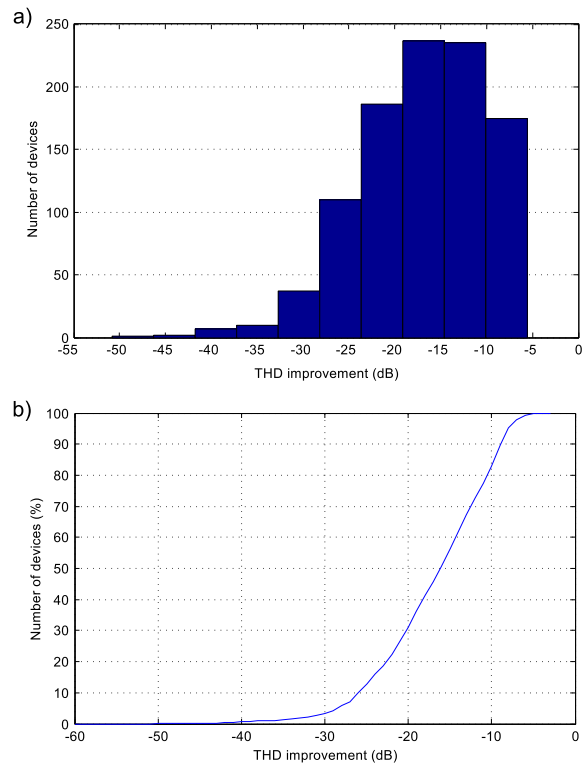 a)
250
200
150
100
50
0
Number of devices
-55 -50 -45 -40 -35 -30 -25 -20 -15 -10 -5 0
THD improvement (dB)
b)
100
90
80
70
60
50
40
30
20
10
0
Number of devices (%)
-60 -50 -40 -30 -20 -10 0
THD improvement (dB)